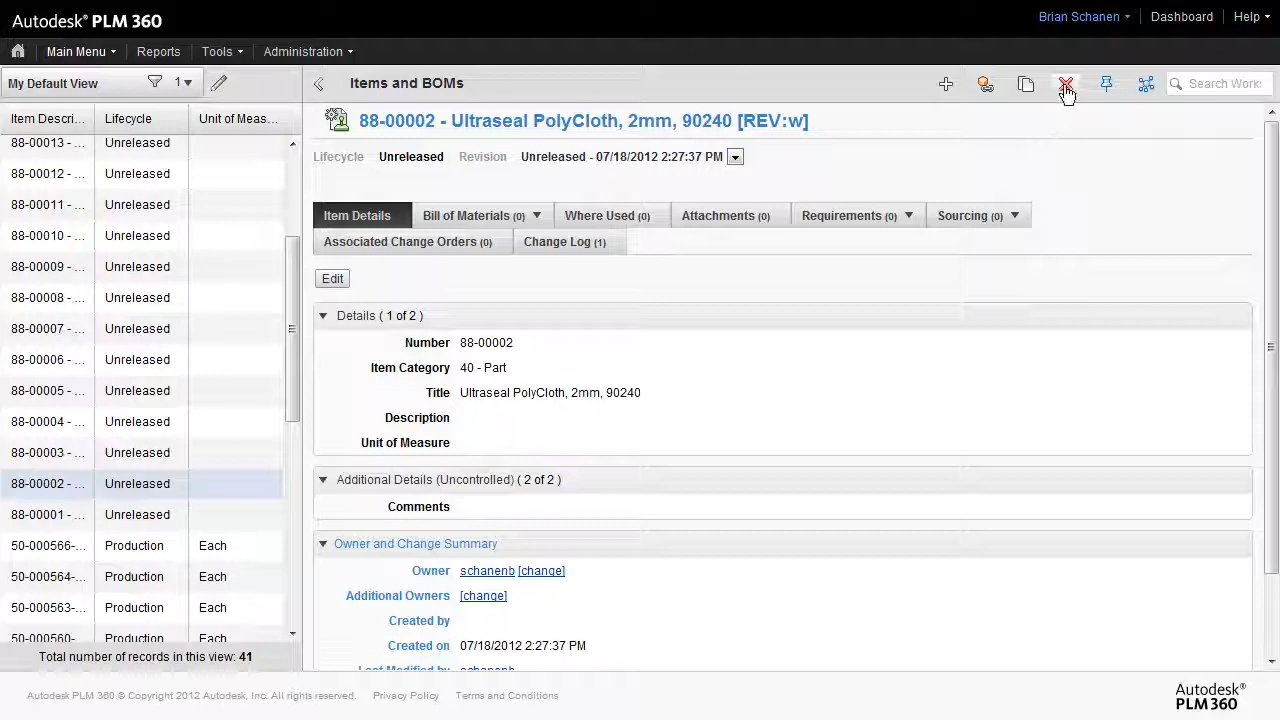 Autodesk® PLM 360
Brian Schanen
Dashboard
Help
Main Menu
Reports
Tools
Administration
My Default View
1
Items and BOMs
Search Works
Item Descri...
Lifecycle
Unit of Meas...
88-00013 - ... Unreleased
88-00012 - ... Unreleased
88-00011 - ... Unreleased
88-00010 - ... Unreleased
88-00009 - ... Unreleased
88-00008 - ... Unreleased
88-00007 - ... Unreleased
88-00006 - ... Unreleased
88-00005 - ... Unreleased
88-00004 - ... Unreleased
88-00003 - ... Unreleased
88-00002 - ... Unreleased
88-00001 - ... Unreleased
50-000566-... Production Each
50-000564-... Production Each
50-000563-... Production Each
50-000560- Production Each
Total number of records in this view: 41
88-00002 - Ultraseal PolyCloth, 2mm, 90240 [REV:w]
Lifecycle Unreleased Revision Unreleased - 07/18/2012 2:27:37 PM
Item Details
Bill of Materials (0)
Where Used (0)
Attachments (0)
Requirements (0)
Sourcing (0)
Associated Change Orders (0)
Change Log (1)
Edit
Details ( 1 of 2 )
Number 88-00002
Item Category 40 - Part
Title Ultraseal PolyCloth, 2mm, 90240
Description
Unit of Measure
Additional Details (Uncontrolled) ( 2 of 2 )
Comments
Owner and Change Summary
Owner schanenb [change]
Additional Owners [change]
Created by
Created on 07/18/2012 2:27:37 PM
Last Modified by schanenb
Autodesk PLM 360 © Copyright 2012 Autodesk, Inc. All rights reserved.
Privacy Policy
Terms and Conditions
Autodesk®
PLM 360